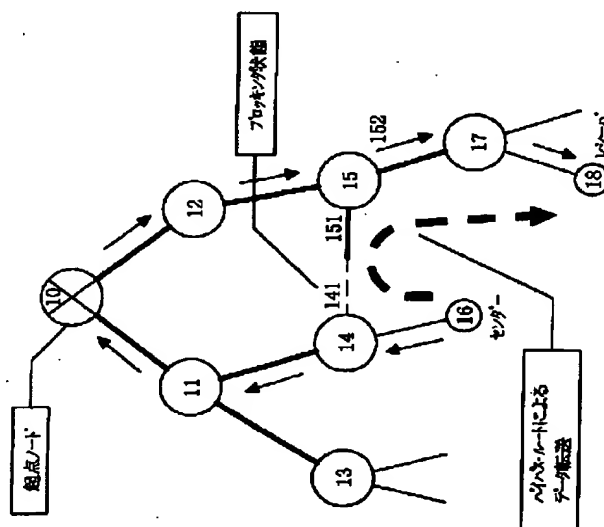 起点ノード
ブロッキング状態
10
12
11
15
152
151
141
14
13
17
16
センダー
18
レシーバ
バイパス・ルートによる
データ転送